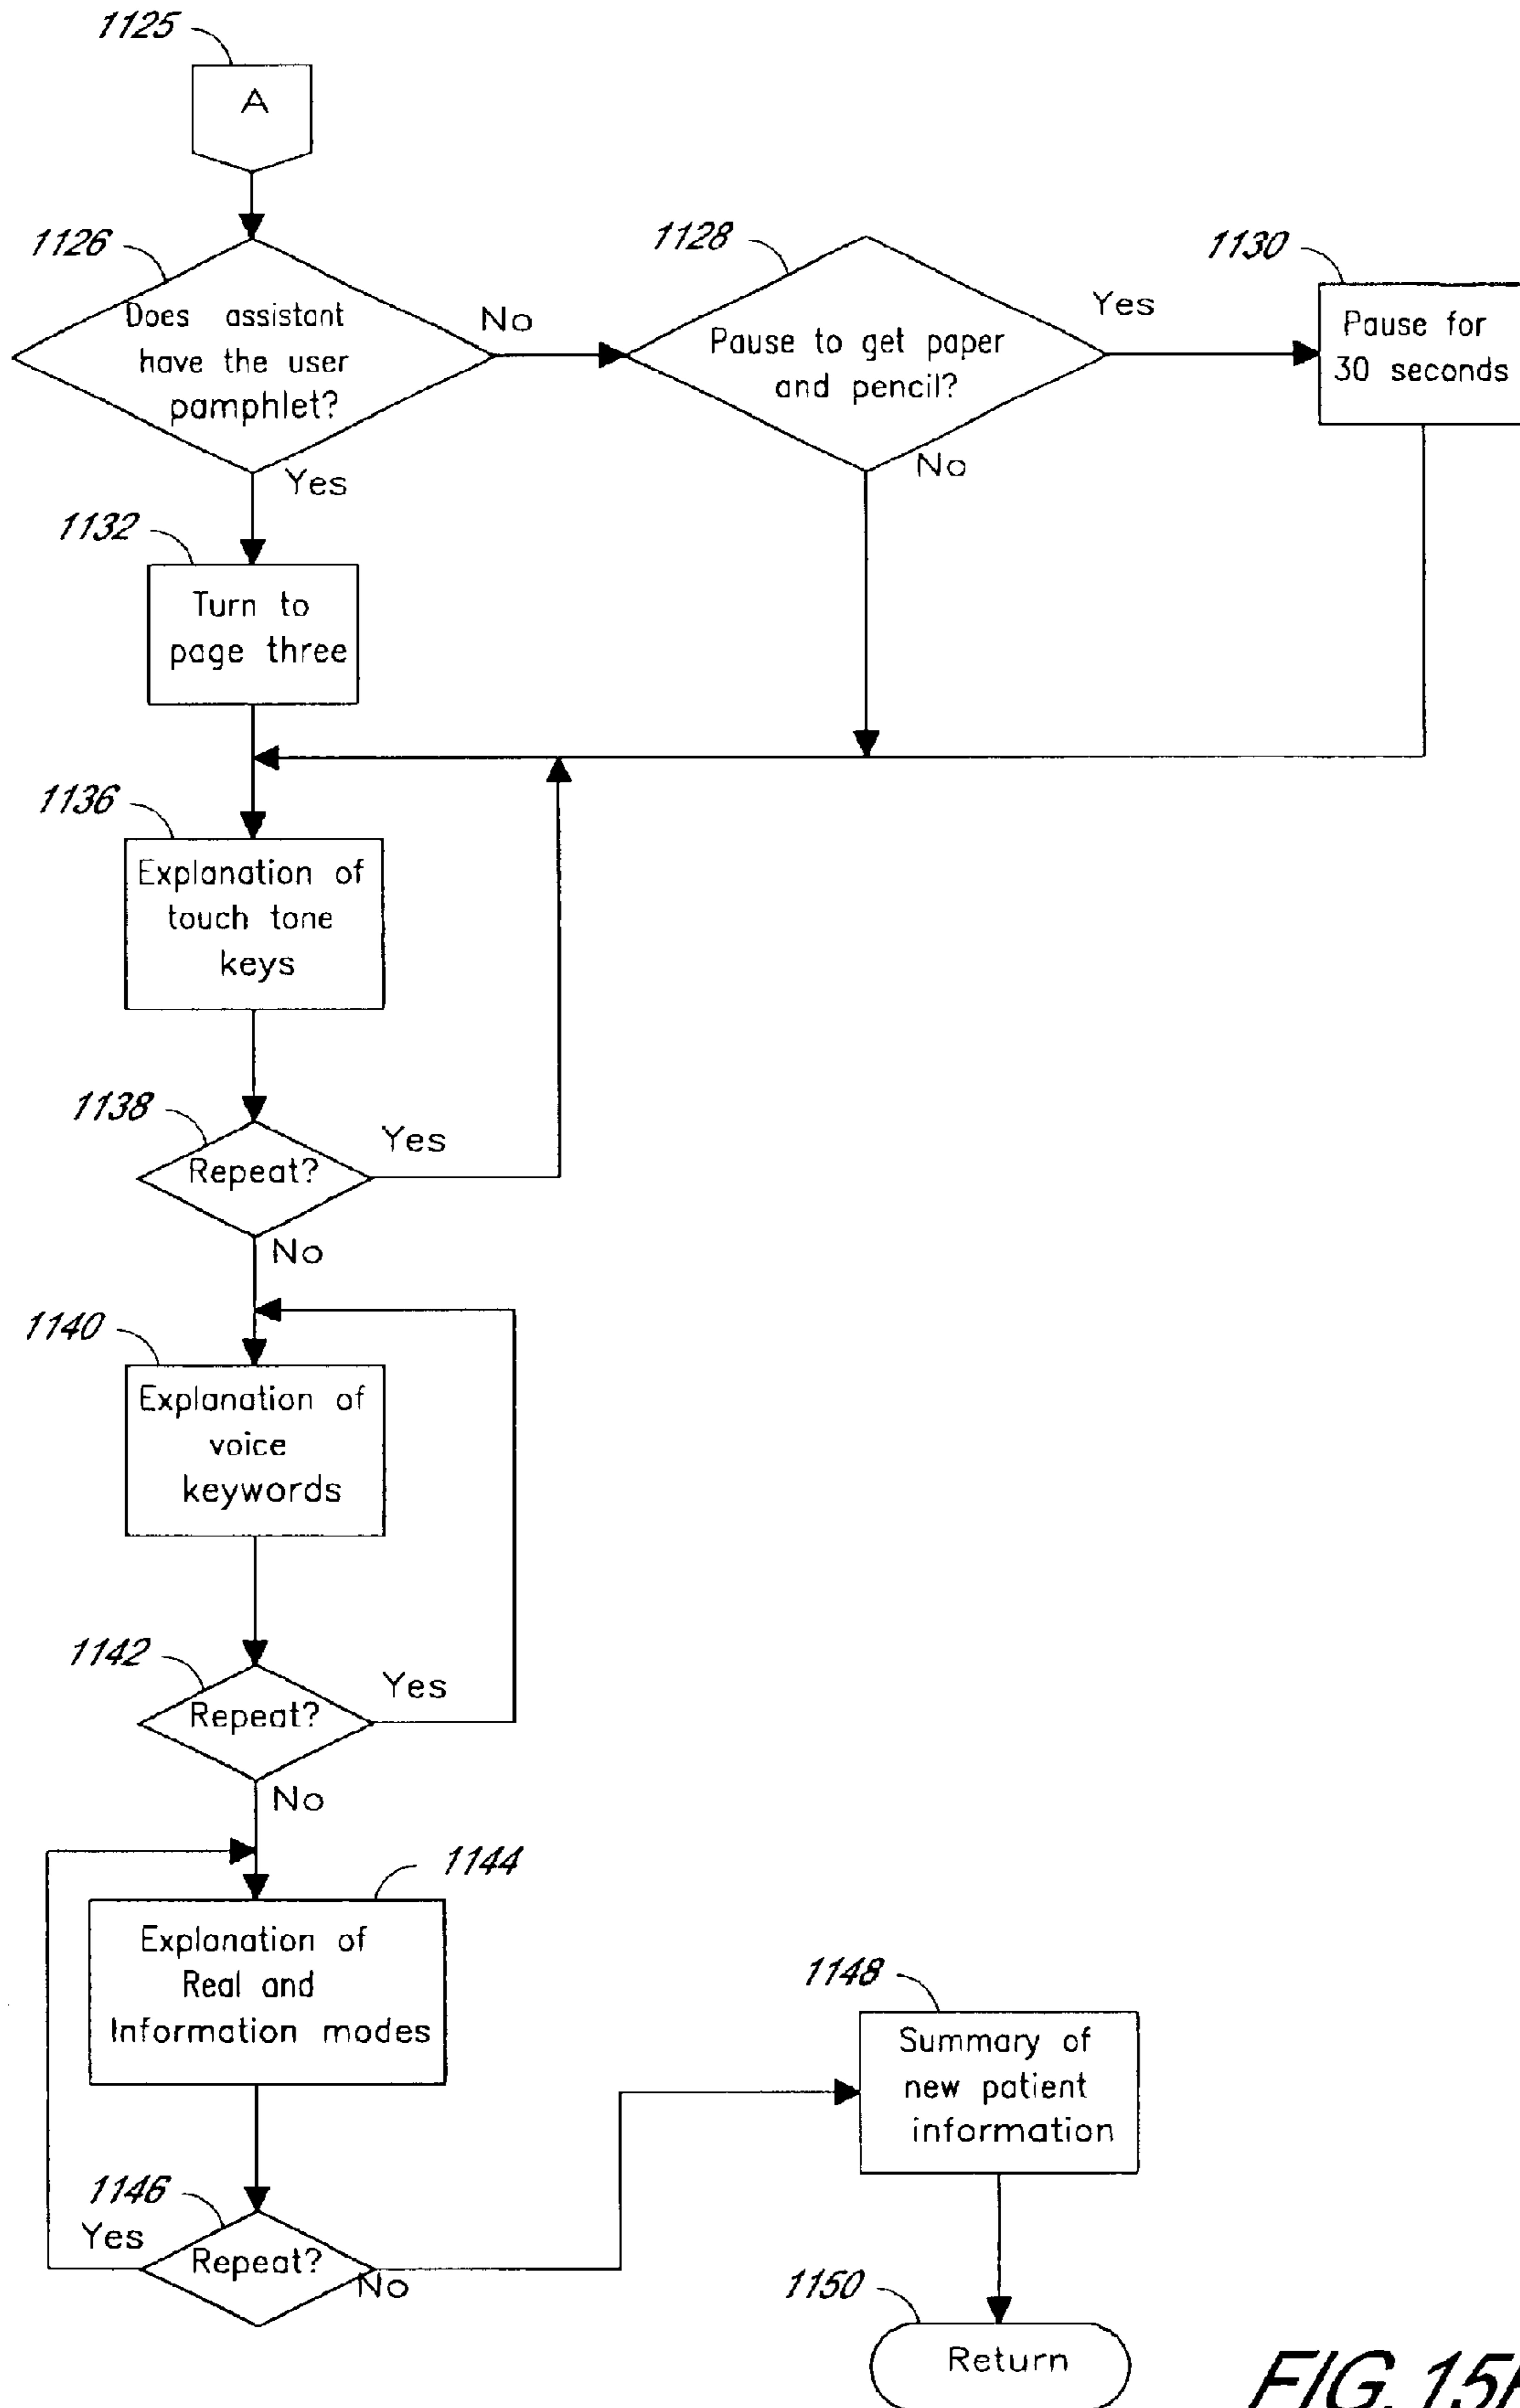 1125
A
1126
Does assistant
have the user
pamphlet?
No
Yes
1128
Pause to get paper
and pencil?
Yes
No
1130
Pause for
30 seconds
1132
Turn to
page three
1136
Explanation of
touch tone
keys
1138
Repeat?
Yes
No
1140
Explanation of
voice
keywords
1142
Repeat?
Yes
No
1144
Explanation of
Real and
Information modes
1146
Repeat?
Yes
No
1148
Summary of
new patient
information
1150
Return
FIG.